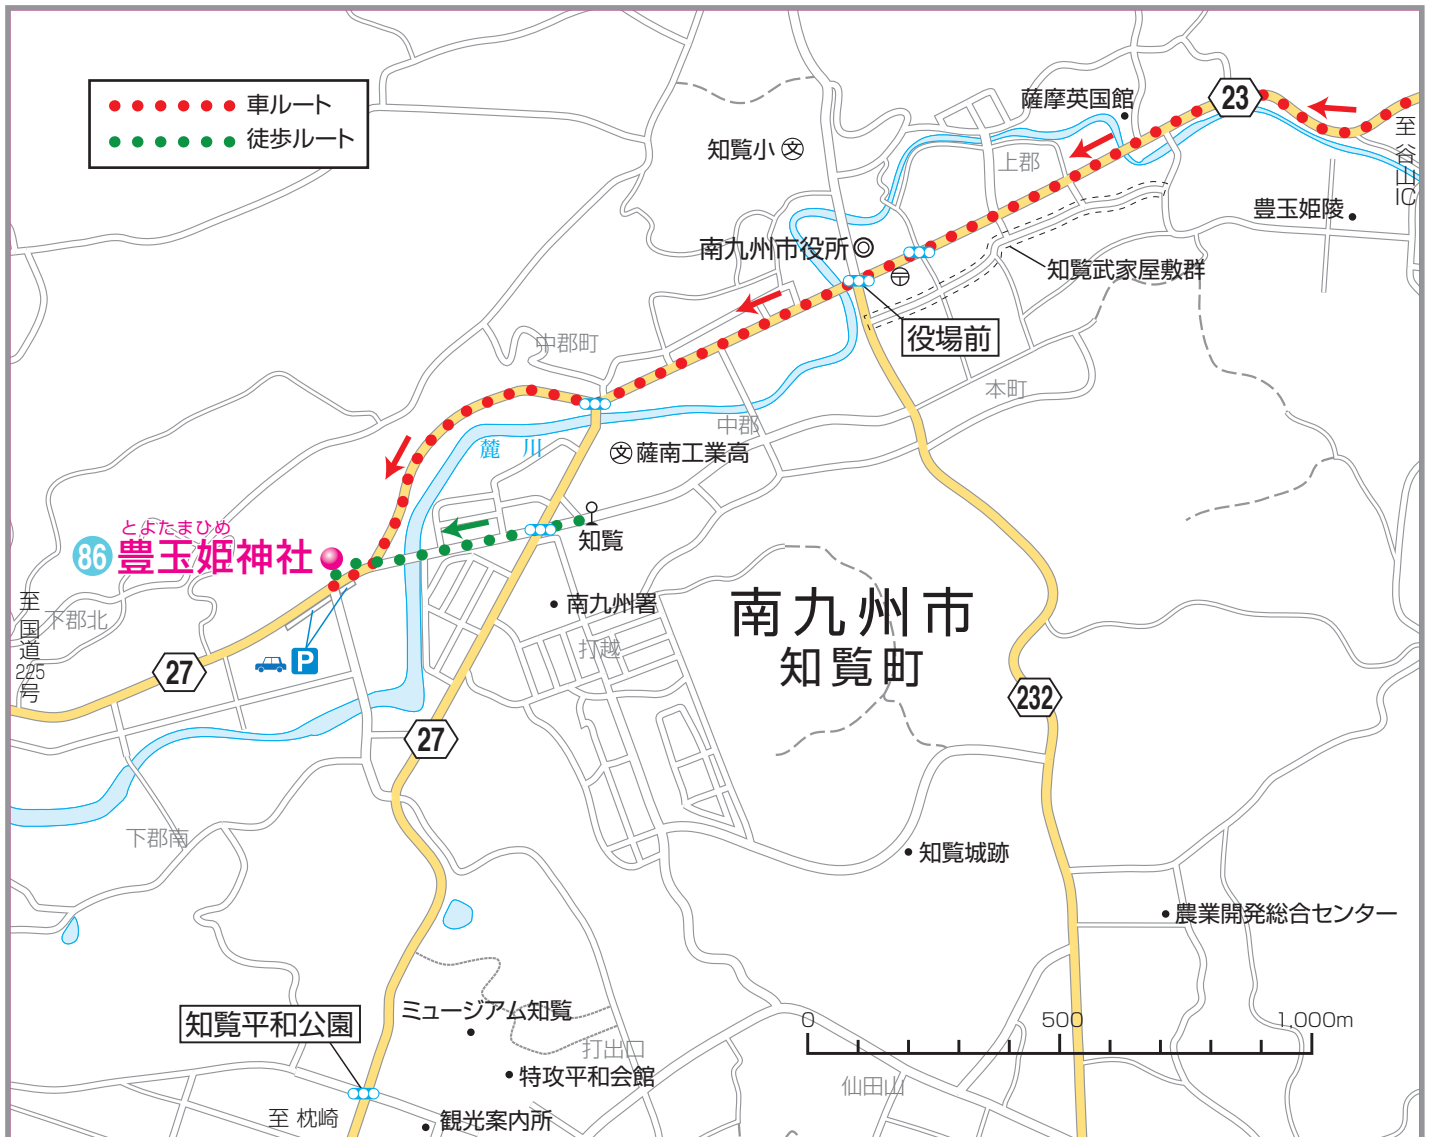 車ルート
徒歩ルート
23
薩摩英国館
至 谷山IC
知覧小
文
上郡
豊玉姫陵
南九州市役所
知覧武家屋敷群
役場前
中郡町
本町
中郡
麓川
文
薩南工業高
とよたまひめ
86
豊玉姫神社
知覧
南九州署
下郡北
至 国道225号
打越
南九州市
知覧町
P
27
232
27
下郡南
知覧城跡
農業開発総合センター
ミュージアム知覧
知覧平和公園
0
500
1,000m
打出口
特攻平和会館
仙田山
至 枕崎
観光案内所